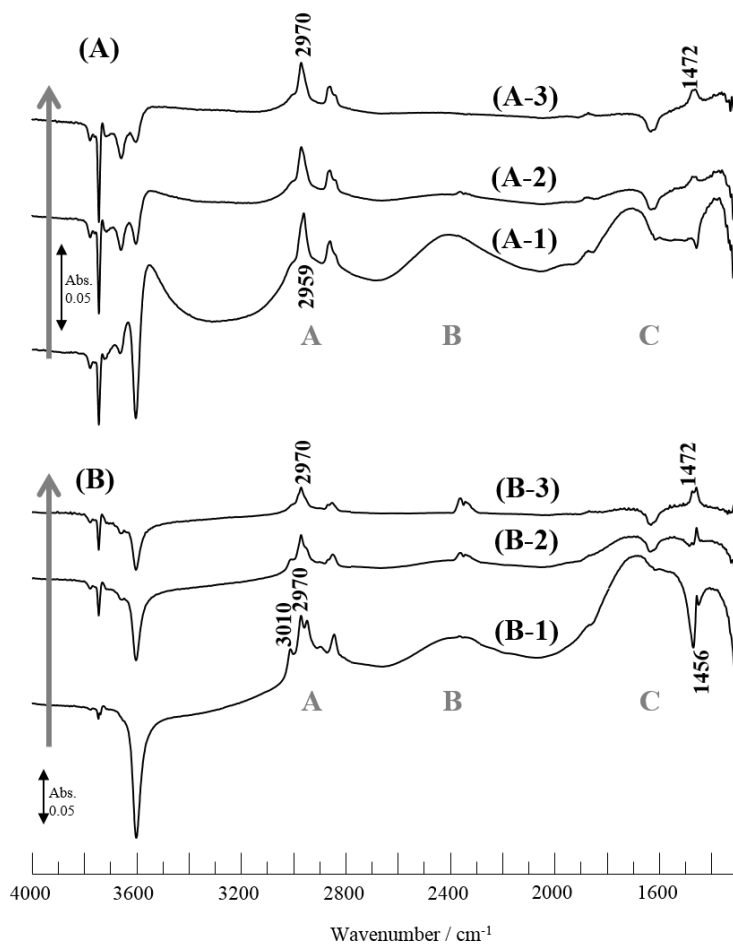 2970
(A)
1472
(A-3)
(A-2)
(A-1)
Abs.
0.05
2959
A B C
(B)
2970
1472
(B-3)
(B-2)
3010
2970
(B-1)
1456
A B C
Abs.
0.05
4000 3600 3200 2800 2400 2000 1600
Wavenumber / cm-1